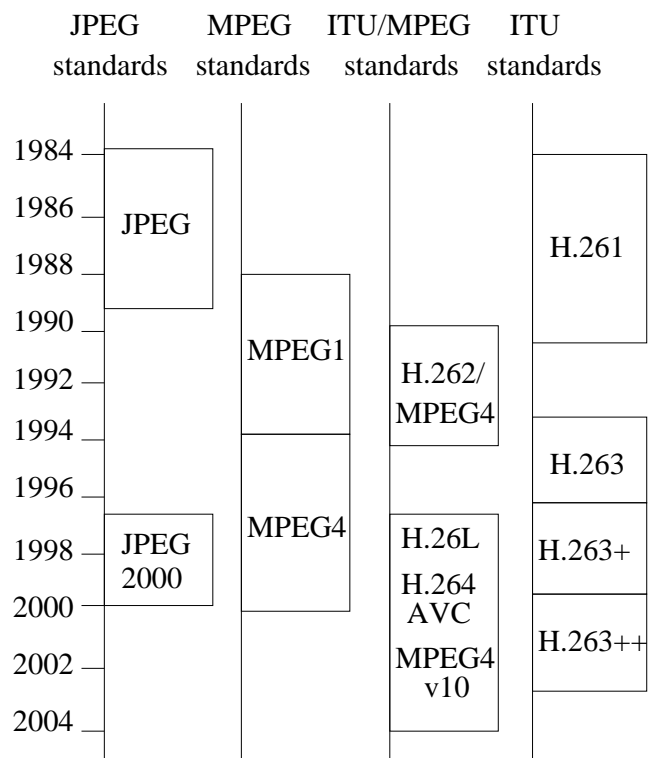 JPEG
standards
MPEG
standards
ITU/MPEG
standards
ITU
standards
1984
1986
1988
1990
1992
1994
1996
1998
2000
2002
2004
JPEG
JPEG
2000
MPEG1
MPEG4
H.262/
MPEG4
H.26L
H.264
AVC
MPEG4
v10
H.261
H.263
H.263+
H.263++